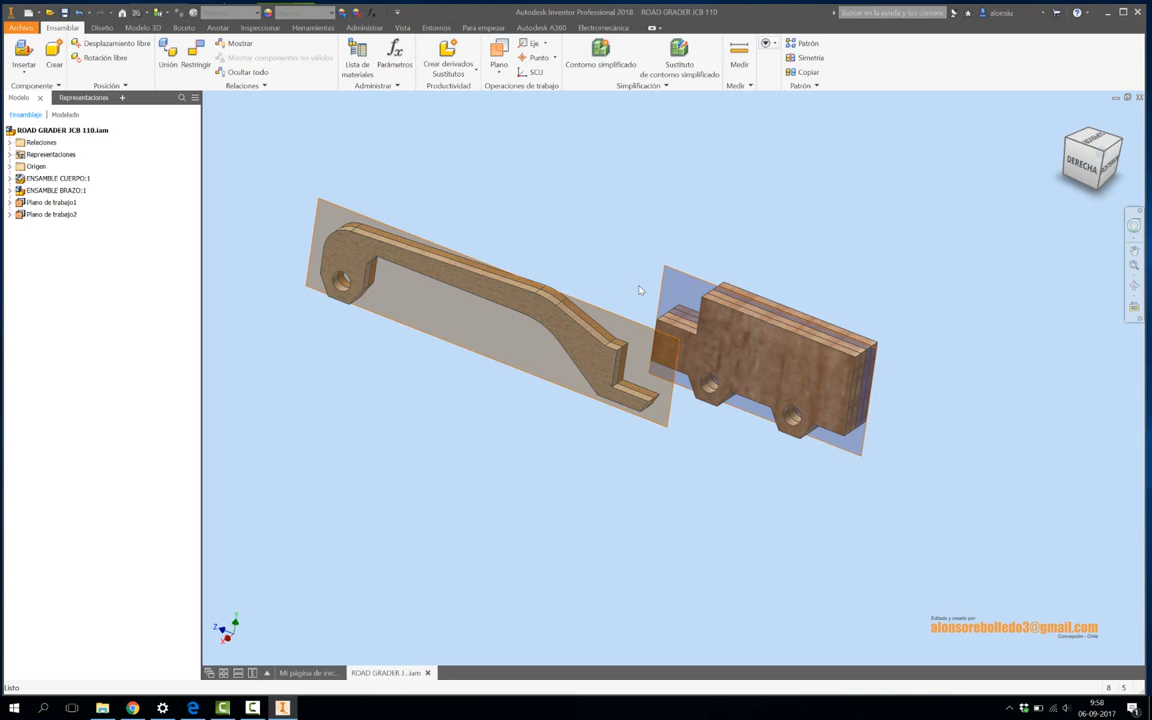 Autodesk Inventor Professional 2018 ROAD GRADER JCB 110
Buscar en los comandos y
alonsiu
Archivo Ensamblar Diseño Modelo 3D Boceto Anotar Inspeccionar Herramientas Administrar Vista Entornos Para empezar Autodesk A360 Electromecánica
Insertar
Crear
Desplazamiento libre
Rotación libre
Unión
Restringir
Mostrar
Mostrar componentes no válidos
Ocultar todo
Lista de
materiales
Parámetros
Crear derivados
Sustitutos
Plano
Eje
Punto
SCU
Contorno simplificado
Sustituto
de contorno simplificado
Medir
Patrón
Simetría
Copiar
Componente Posición Relaciones Administrar Productividad Operaciones de trabajo Simplificación Medir Patrón
Modelo
Representaciones
Ensamblaje Modelado
ROAD GRADER JCB 110.iam
Relaciones
Representaciones
Origen
ENSAMBLE CUERPO:1
ENSAMBLE BRAZO:1
Plano de trabajo1
Plano de trabajo2
DERECHA
Y
Z
X
Editado y creado por:
alonsorebolledo3@gmail.com
Concepción - Chile
Mi página de inic...
ROAD GRADER J...iam
Listo
8 5
9:58
06-09-2017